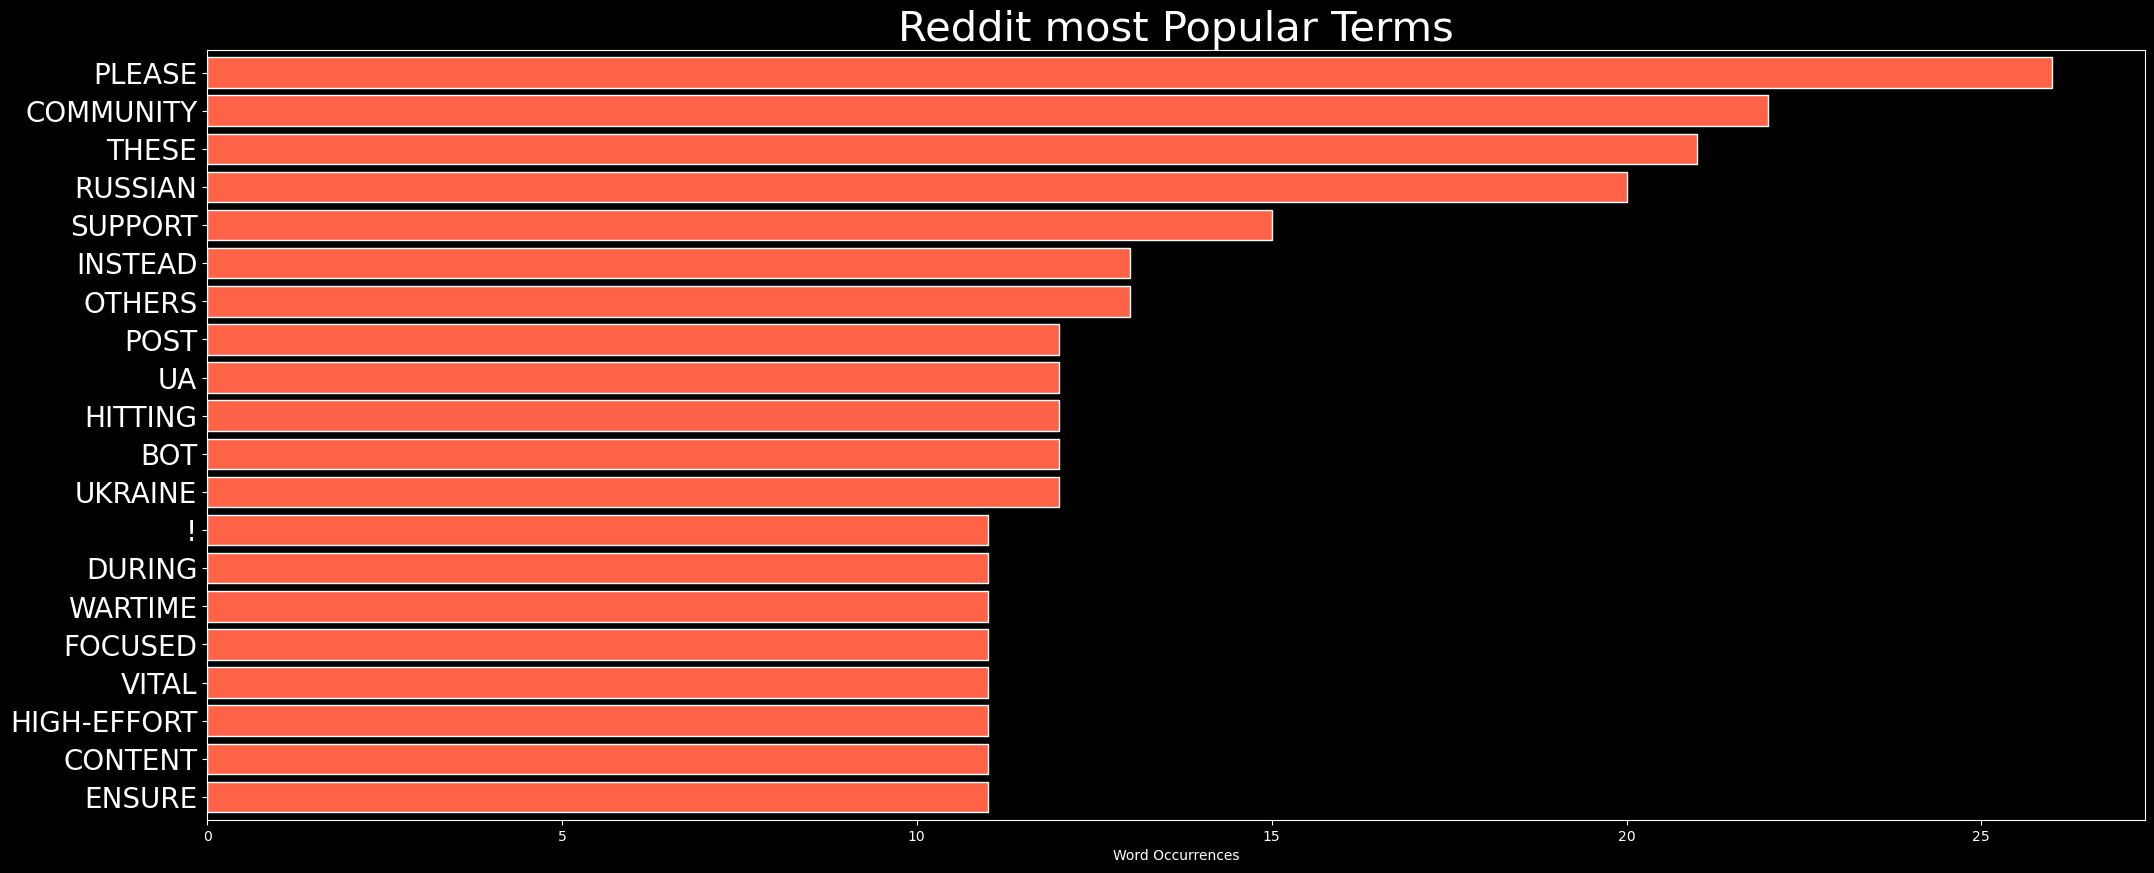 Reddit most Popular Terms
PLEASE
COMMUNITY
THESE
RUSSIAN
SUPPORT
INSTEAD
OTHERS
POST
UA
HITTING
BOT
UKRAINE
!
DURING
WARTIME
FOCUSED
VITAL
HIGH-EFFORT
CONTENT
ENSURE
0 5 10 15 20 25
Word Occurrences